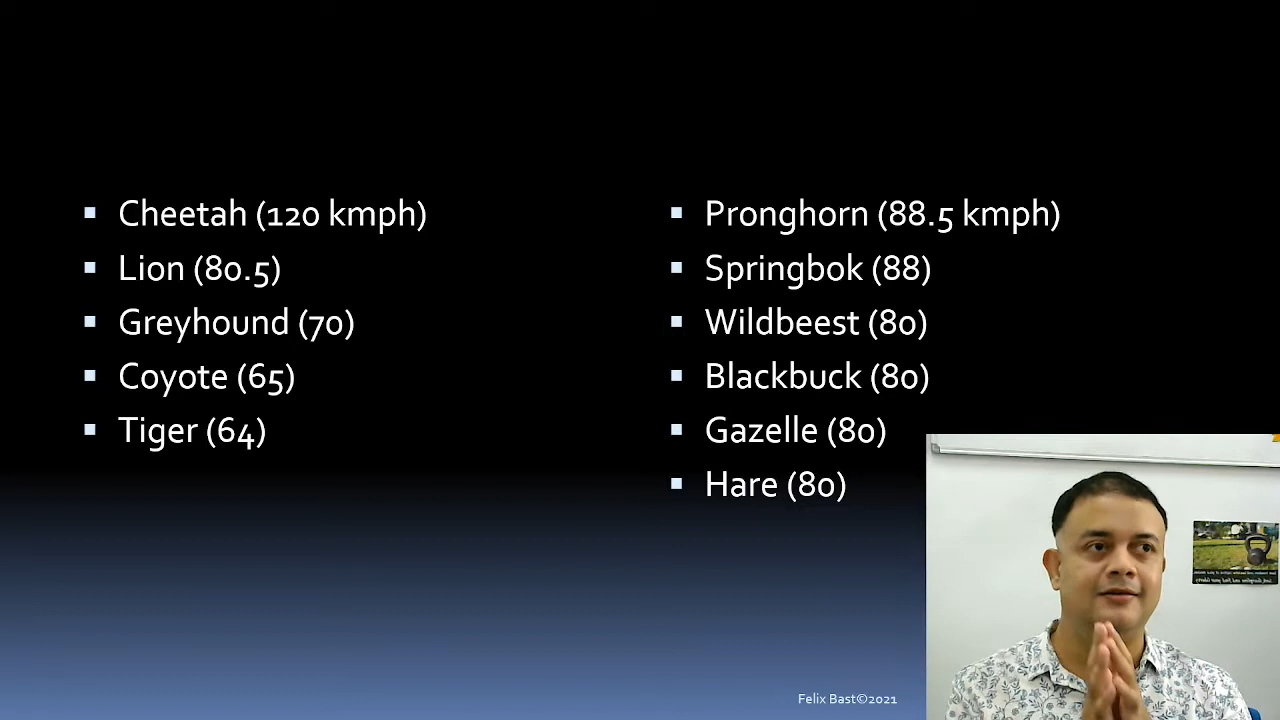 Cheetah (120 kmph)
Lion (80.5)
Greyhound (70)
Coyote (65)
Tiger (64)
Pronghorn (88.5 kmph)
Springbok (88)
Wildbeest (80)
Blackbuck (80)
Gazelle (80)
Hare (80)
Felix Bast©2021